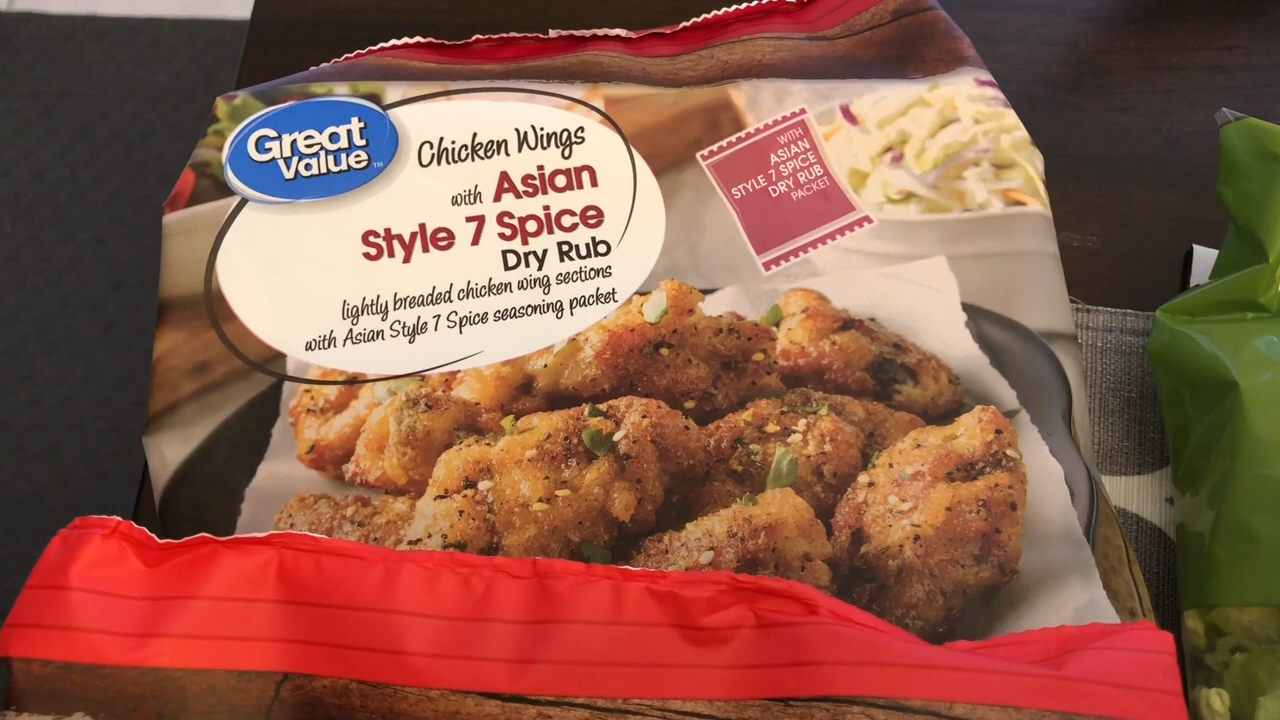 Great
Value™
Chicken Wings
with Asian
Style 7 Spice
Dry Rub
lightly breaded chicken wing sections
with Asian Style 7 Spice seasoning packet
WITH
ASIAN
STYLE 7 SPICE
DRY RUB
PACKET